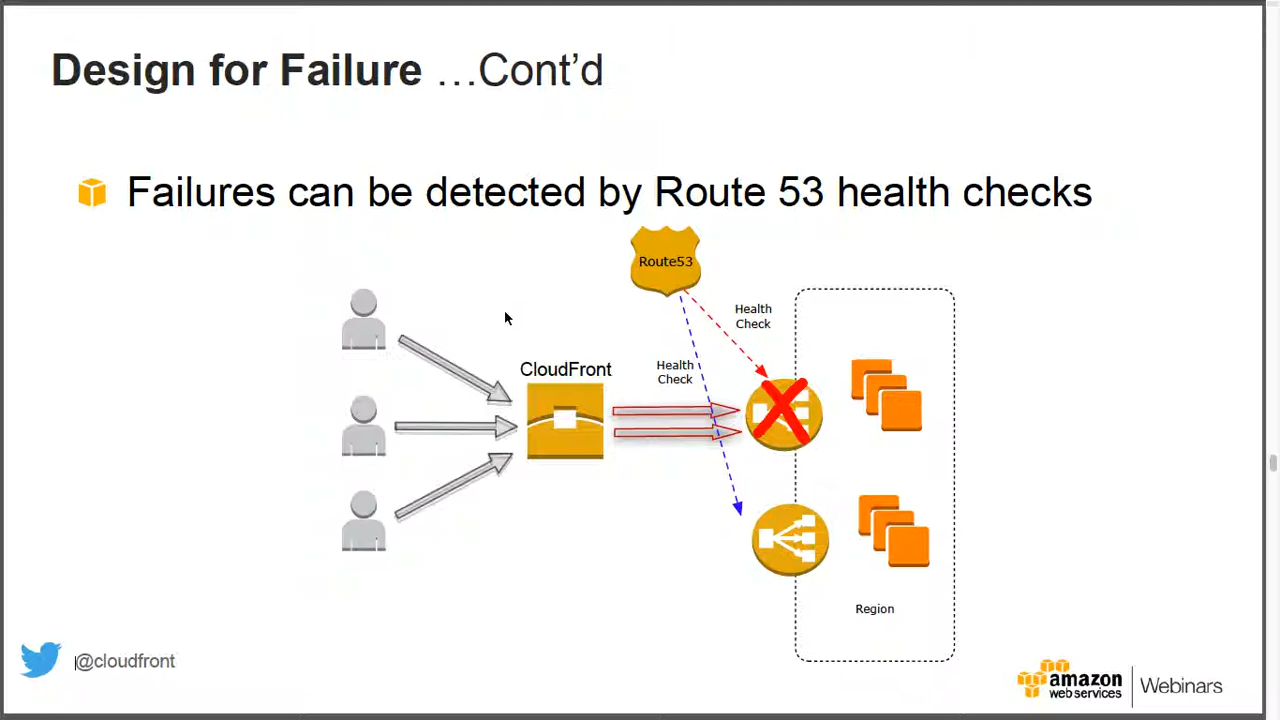 Design for Failure …Cont’d
Failures can be detected by Route 53 health checks
Route53
Health
Check
CloudFront
Health
Check
Region
@cloudfront
amazon
web services
Webinars